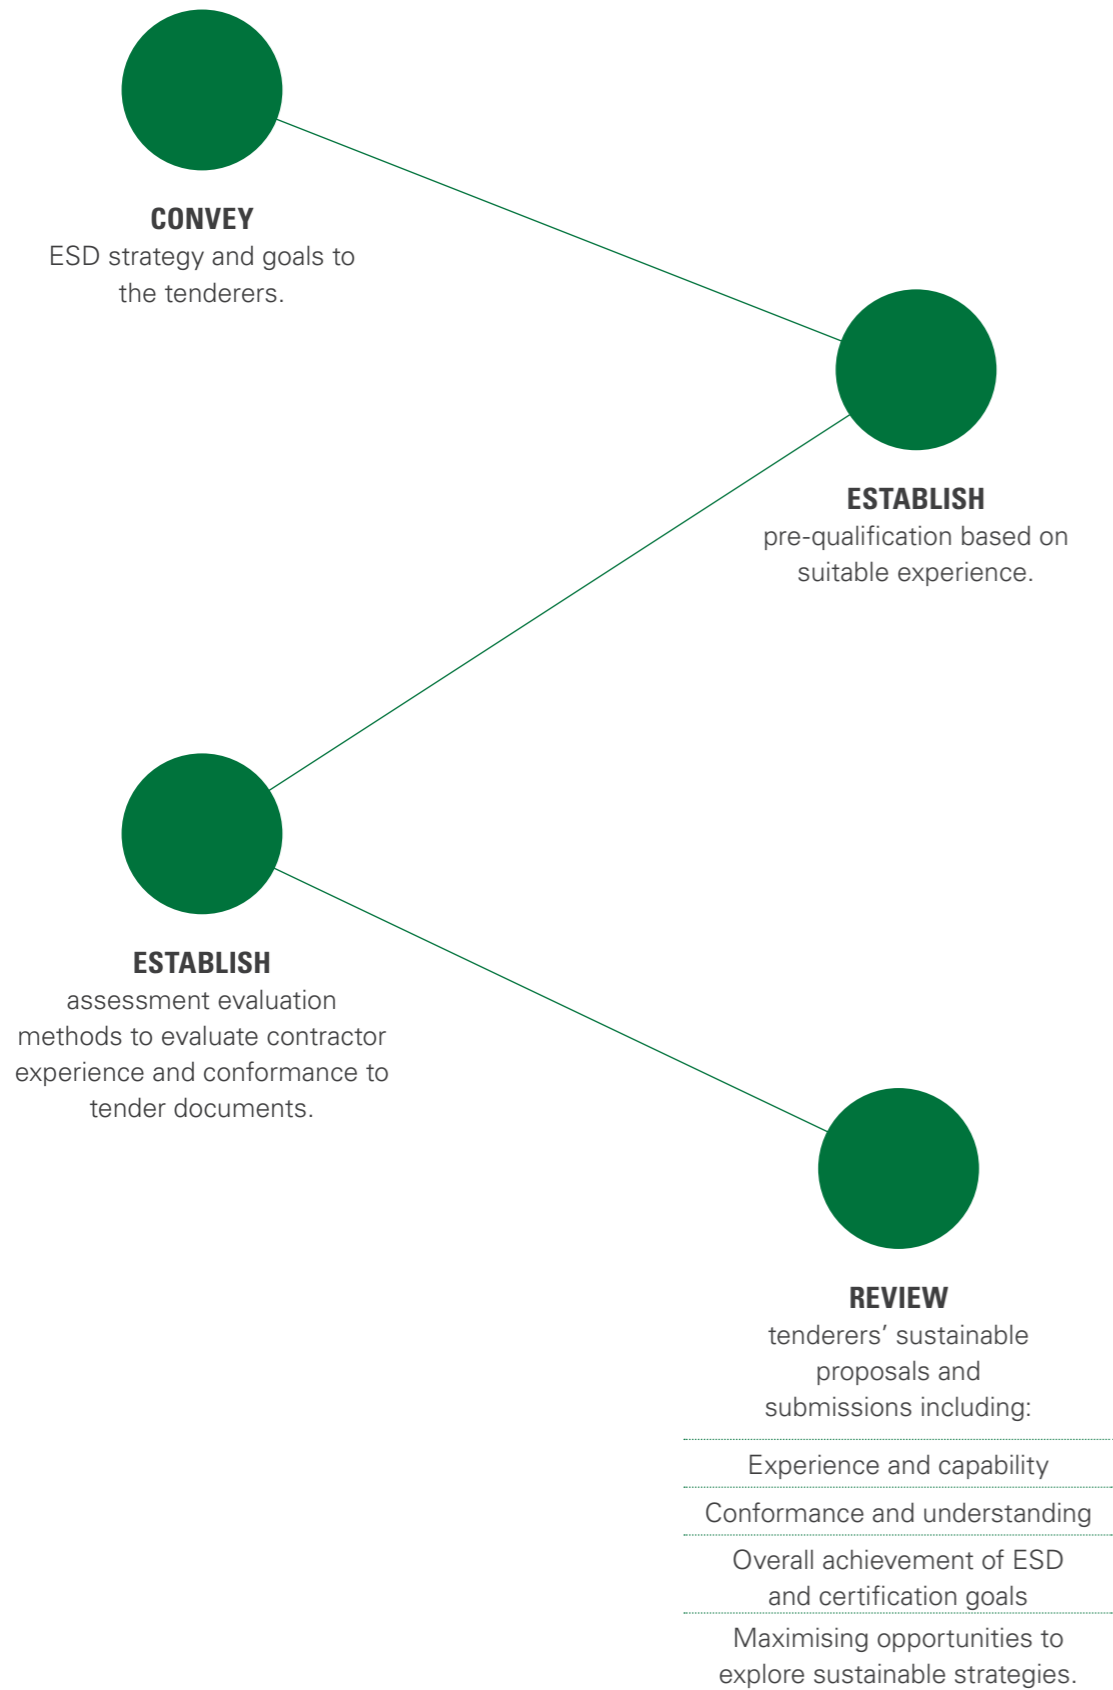 CONVEY
ESD strategy and goals to
the tenderers.
ESTABLISH
pre-qualification based on
suitable experience.
ESTABLISH
assessment evaluation
methods to evaluate contractor
experience and conformance to
tender documents.
REVIEW
tenderers’ sustainable
proposals and
submissions including:
Experience and capability
Conformance and understanding
Overall achievement of ESD
and certification goals
Maximising opportunities to
explore sustainable strategies.